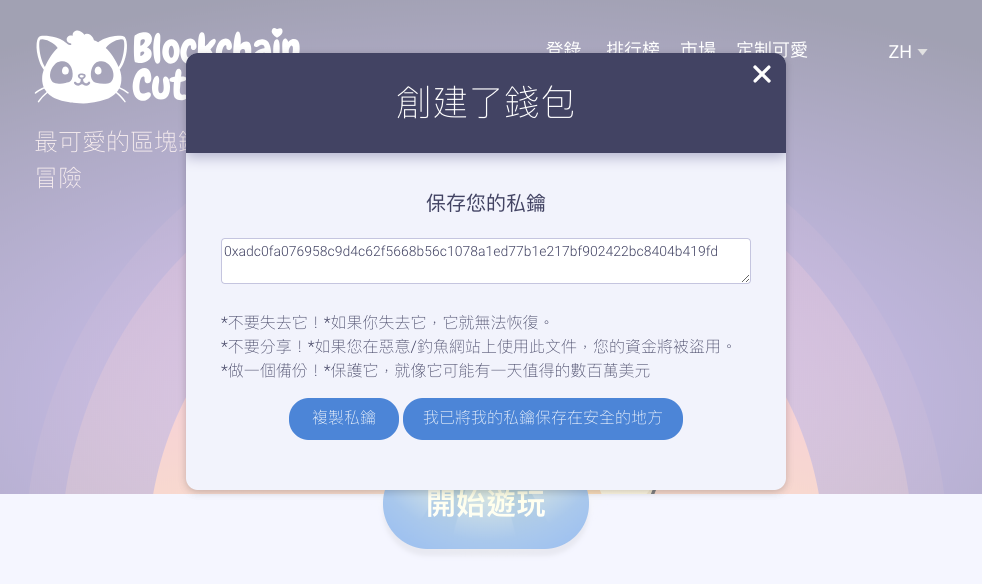 Blockchain
登錄 排行榜 市場 定制可愛 ZH
創建了錢包
最可愛的區塊
冒險
保存您的私鑰
0xadc0fa076958c9d4c62f5668b56c1078a1ed77b1e217bf902422bc8404b419fd
*不要失去它！*如果你失去它，它就無法恢復。
*不要分享！*如果您在惡意/釣魚網站上使用此文件，您的資金將被盜用。
*做一個備份！*保護它，就像它可能有一天值得的數百萬美元
複製私鑰 我已將我的私鑰保存在安全的地方
開始遊玩